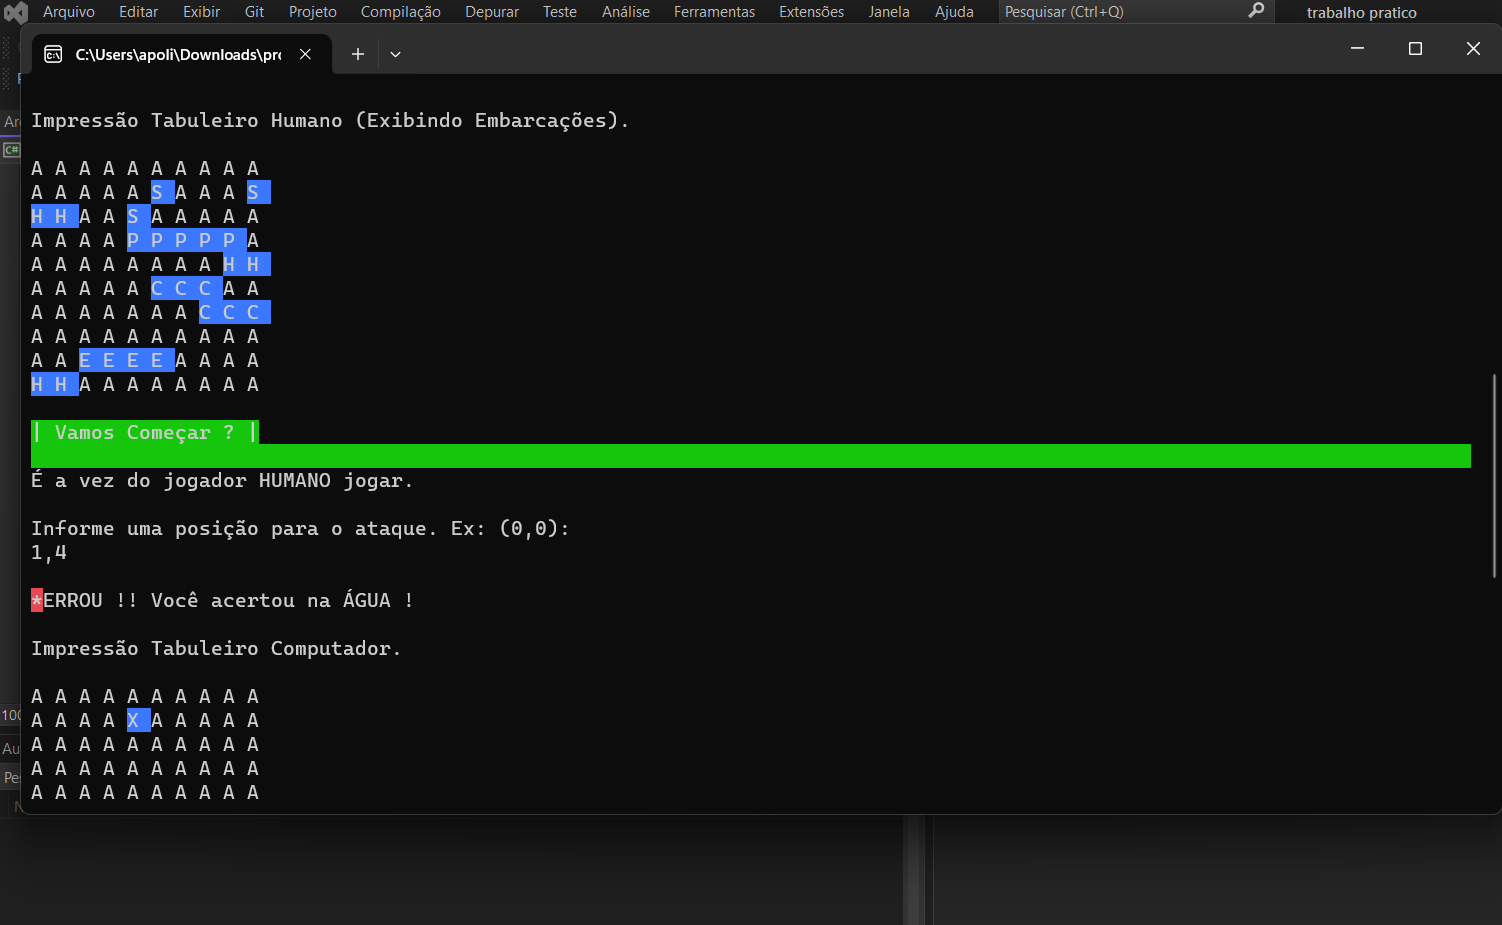 Arquivo Editar Exibir Git Projeto Compilação Depurar Teste Análise Ferramentas Extensões Janela Ajuda Pesquisar (Ctrl+Q) trabalho pratico
C:\Users\apoli\Downloads\pro
Impressão Tabuleiro Humano (Exibindo Embarcações).
A A A A A A A A A A
A A A A A S A A A S
H H A A S A A A A A
A A A A P P P P P A
A A A A A A A A H H
A A A A A C C C A A
A A A A A A A C C C
A A A A A A A A A A
A A E E E E A A A A
H H A A A A A A A A
| Vamos Começar ? |
É a vez do jogador HUMANO jogar.
Informe uma posição para o ataque. Ex: (0,0):
1,4
*ERROU !! Você acertou na ÁGUA !
Impressão Tabuleiro Computador.
A A A A A A A A A A
A A A A X A A A A A
A A A A A A A A A A
A A A A A A A A A A
A A A A A A A A A A